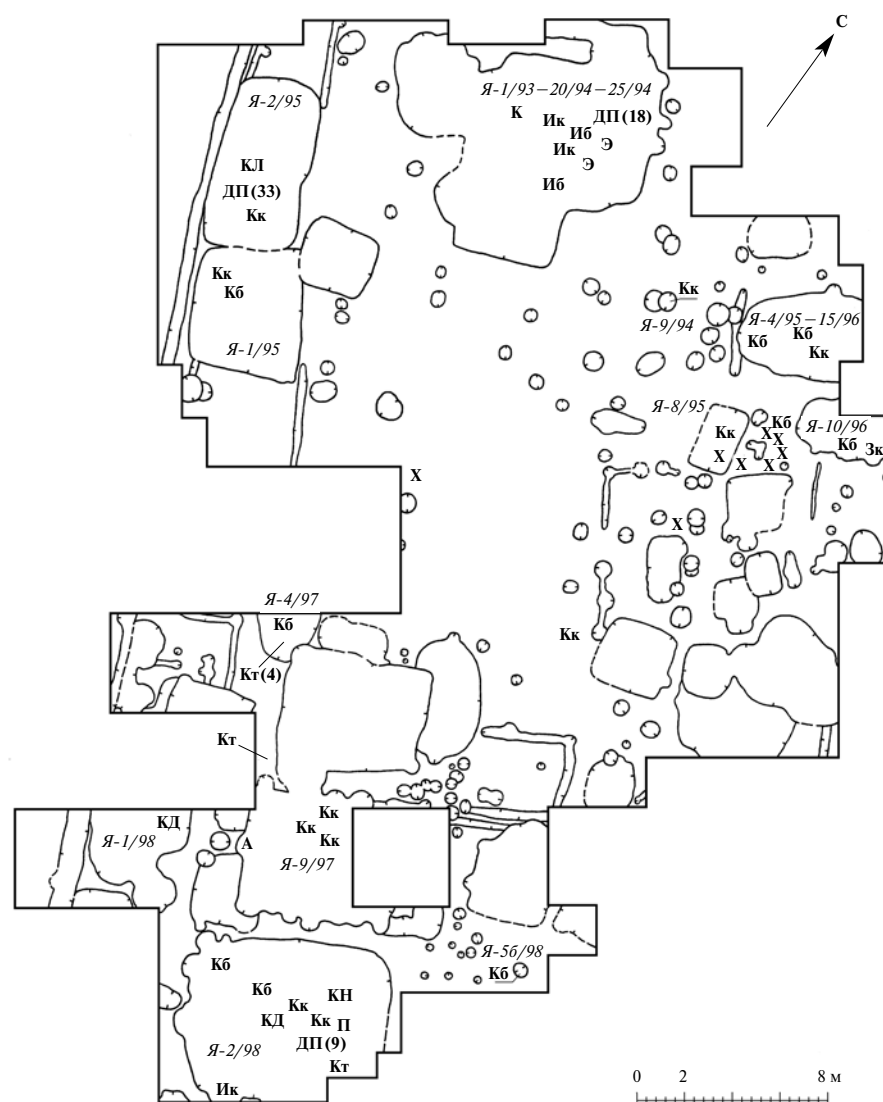 С
Я-2/95
Я-1/93–20/94–25/94
К
ДП (18)
Ик
Иб
Ик
Э
Э
Иб
КЛ
ДП (33)
Кк
Кк
Кб
Я-1/95
Кк
Я-9/94
Я-4/95–15/96
Кб
Кб
Кк
Я-8/95
Кк
Кб
Х
Х
Х
Х
Х
Х
Х
Я-10/96
Кб
Зк
Х
Х
Я-4/97
Кб
Кт (4)
Кк
Кт
КД
Я-1/98
А
Кк
Кк
Кк
Я-9/97
Я-5б/98
Кб
Кб
Кб
Кк
КН
КД
Кк
П
ДП (9)
Я-2/98
Кт
Ик
0 2 8 м